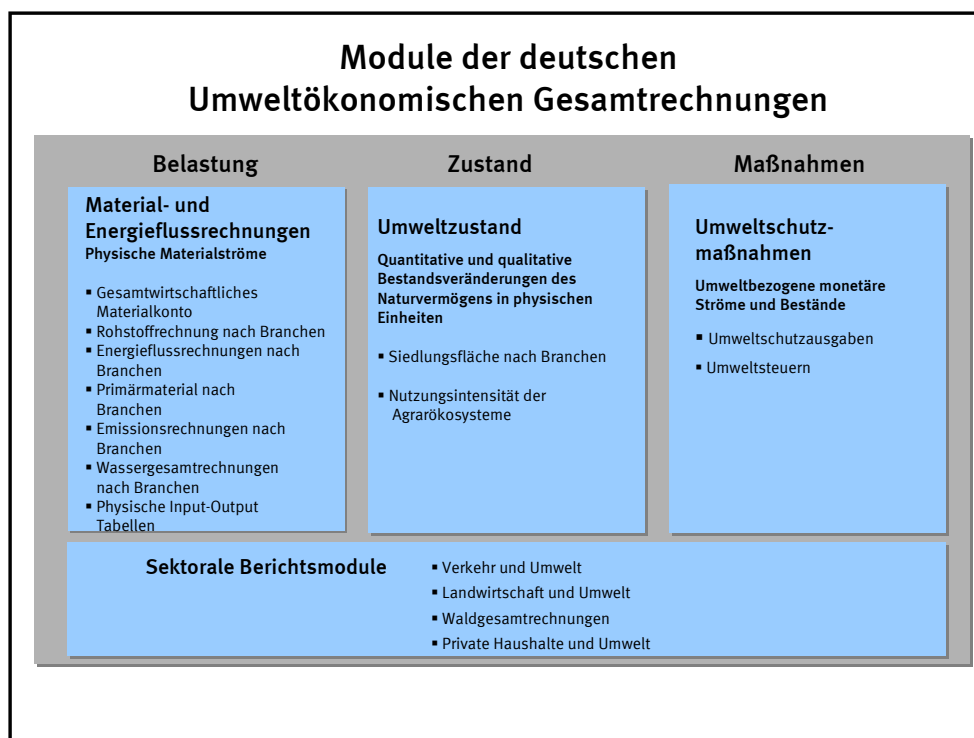 Module der deutschen
Umweltökonomischen Gesamtrechnungen
Belastung
Material- und
Energieflussrechnungen
Physische Materialströme
▪ Gesamtwirtschaftliches
Materialkonto
▪ Rohstoffrechnung nach Branchen
▪ Energieflussrechnungen nach
Branchen
▪ Primärmaterial nach
Branchen
▪ Emissionsrechnungen nach
Branchen
▪ Wassergesamtrechnungen
nach Branchen
▪ Physische Input-Output
Tabellen
Zustand
Umweltzustand
Quantitative und qualitative
Bestandsveränderungen des
Naturvermögens in physischen
Einheiten
▪ Siedlungsfläche nach Branchen
▪ Nutzungsintensität der
Agrarökosysteme
Maßnahmen
Umweltschutz-
maßnahmen
Umweltbezogene monetäre
Ströme und Bestände
▪ Umweltschutzausgaben
▪ Umweltsteuern
Sektorale Berichtsmodule
▪ Verkehr und Umwelt
▪ Landwirtschaft und Umwelt
▪ Waldgesamtrechnungen
▪ Private Haushalte und Umwelt